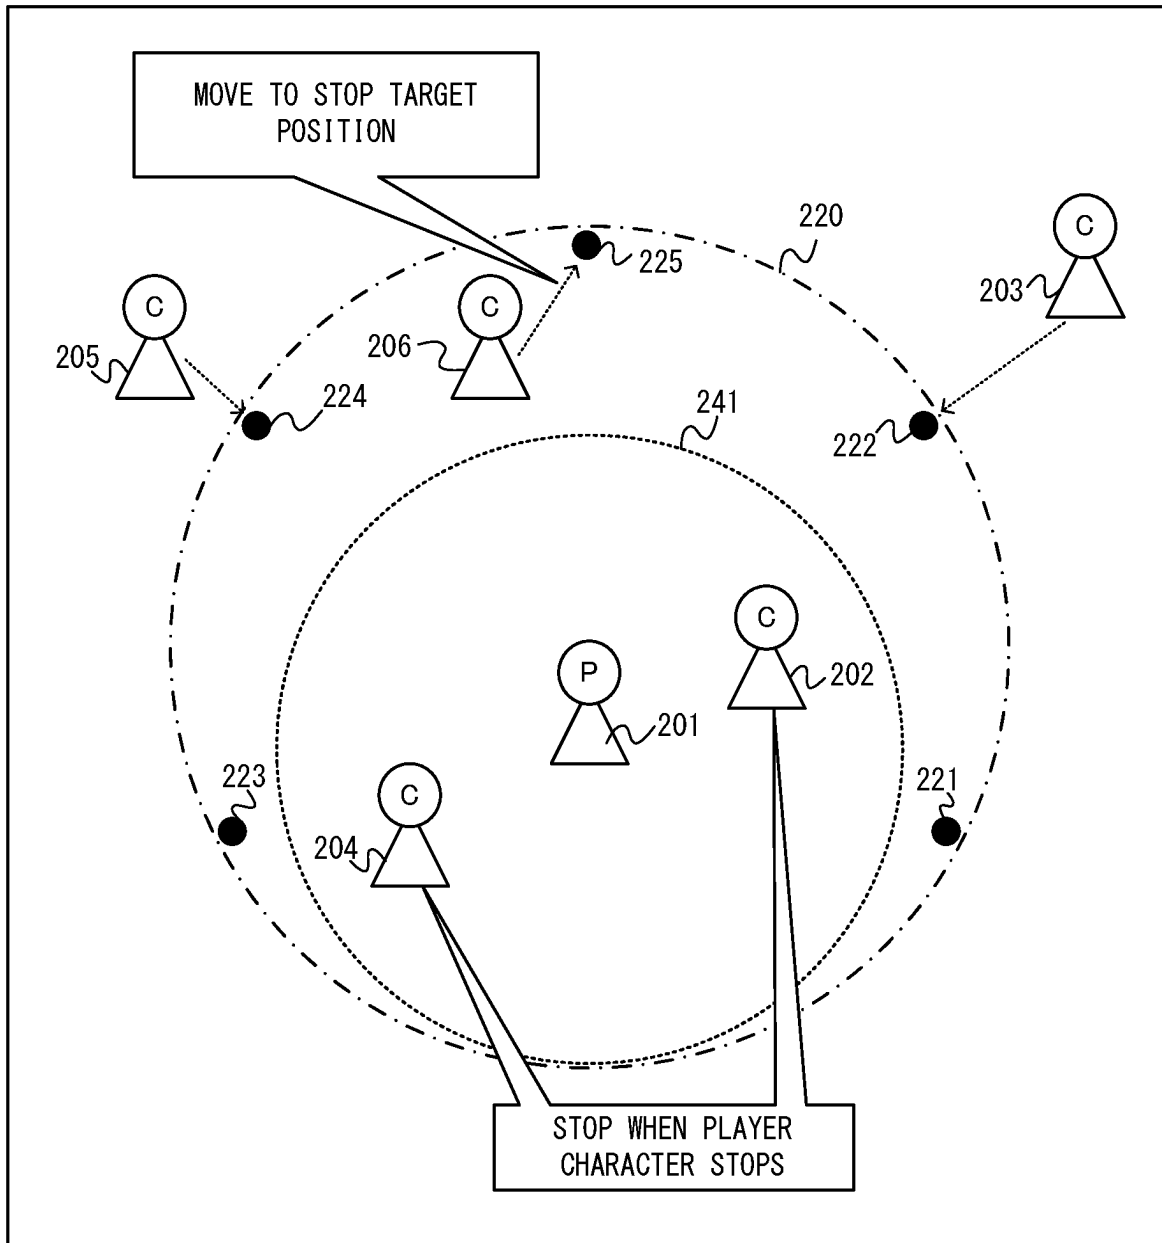 MOVE TO STOP TARGET
POSITION
220
C
225
203
C
C
205
206
224
241
222
C
P
202
201
C
223
221
204
STOP WHEN PLAYER
CHARACTER STOPS